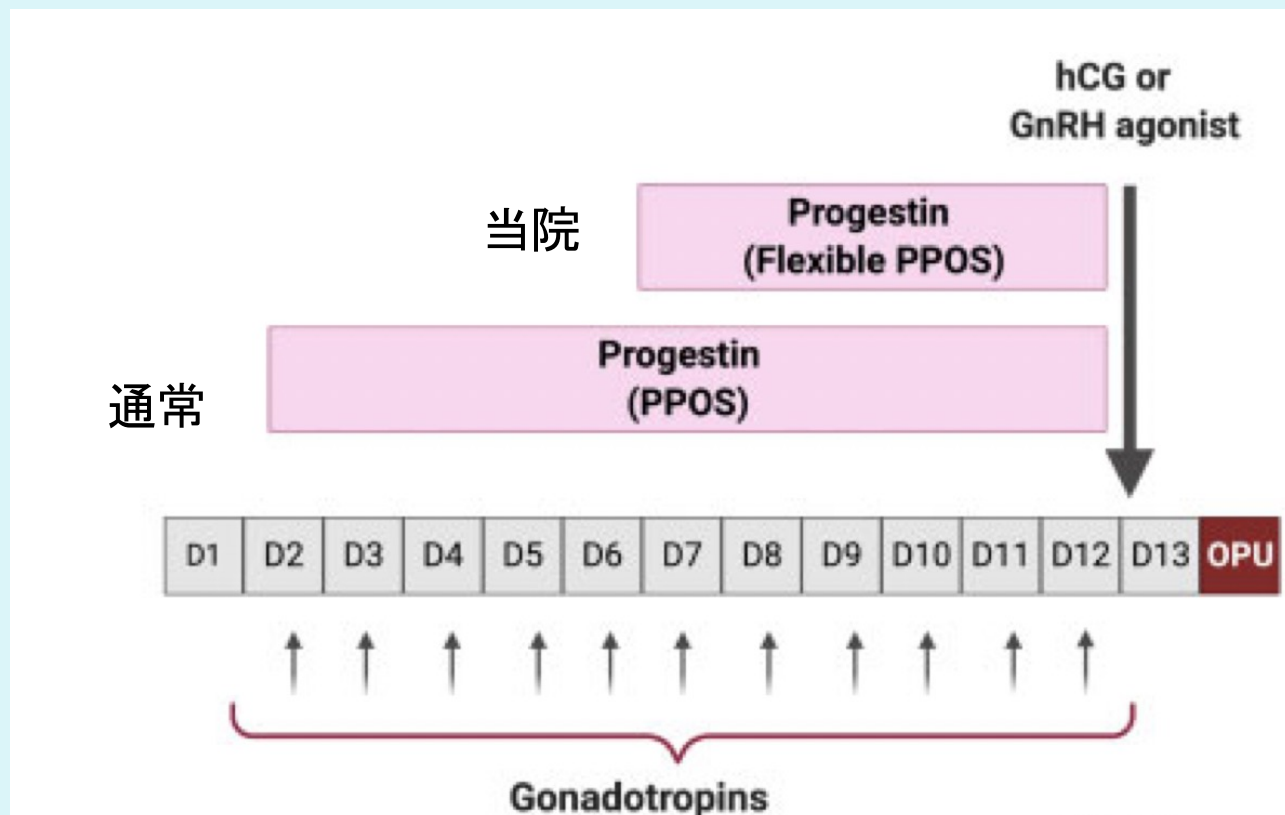 hCG or
GnRH agonist
当院
Progestin
(Flexible PPOS)
通常
Progestin
(PPOS)
D1 D2 D3 D4 D5 D6 D7 D8 D9 D10 D11 D12 D13 OPU
Gonadotropins